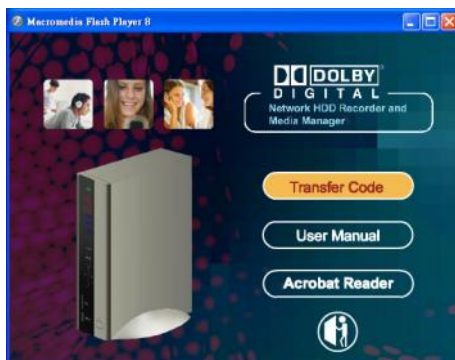 Macromedia Flash Player 8
DOLBY
DIGITAL
Network HDD Recorder and
Media Manager
Transfer Code
User Manual
Acrobat Reader